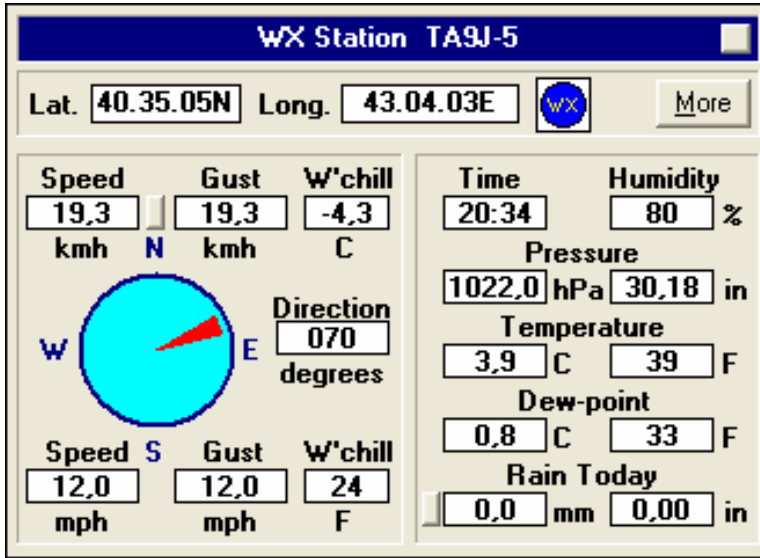 WX Station TA9J-5
Lat. 40.35.05N Long. 43.04.03E WX More
Speed Gust W'chill
19,3 19,3 -4,3
kmh N kmh C
Direction
W E 070
degrees
Speed S Gust W'chill
12,0 12,0 24
mph mph F
Time Humidity
20:34 80 %
Pressure
1022,0 hPa 30,18 in
Temperature
3,9 C 39 F
Dew-point
0,8 C 33 F
Rain Today
0,0 mm 0,00 in